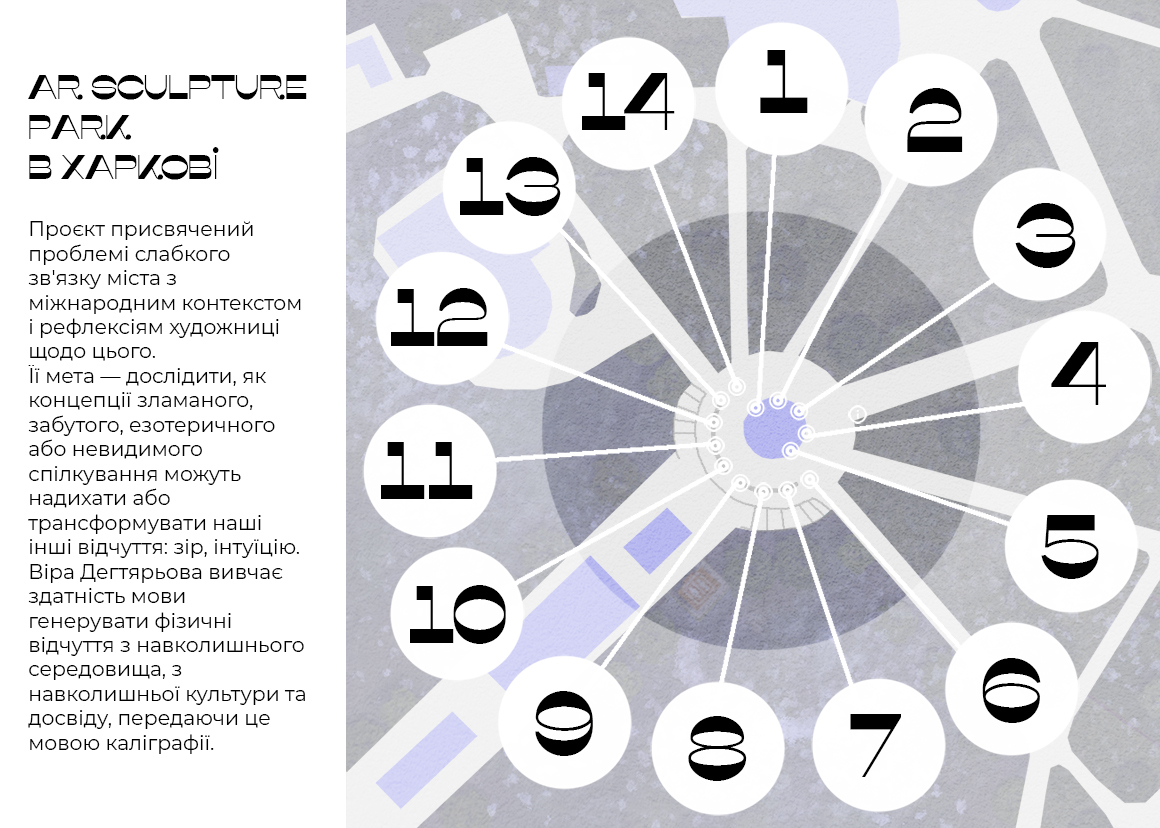 AR SCULPTURE
PARK
В ХАРКОВІ
Проєкт присвячений
проблемі слабкого
зв'язку міста з
міжнародним контекстом
і рефлексіям художниці
щодо цього.
Її мета — дослідити, як
концепції зламаного,
забутого, езотеричного
або невидимого
спілкування можуть
надихати або
трансформувати наші
інші відчуття: зір, інтуїцію.
Віра Дегтярьова вивчає
здатність мови
генерувати фізичні
відчуття з навколишнього
середовища, з
навколишньої культури та
досвіду, передаючи це
мовою каліграфії.
1
2
3
4
5
6
7
8
9
10
11
12
13
14